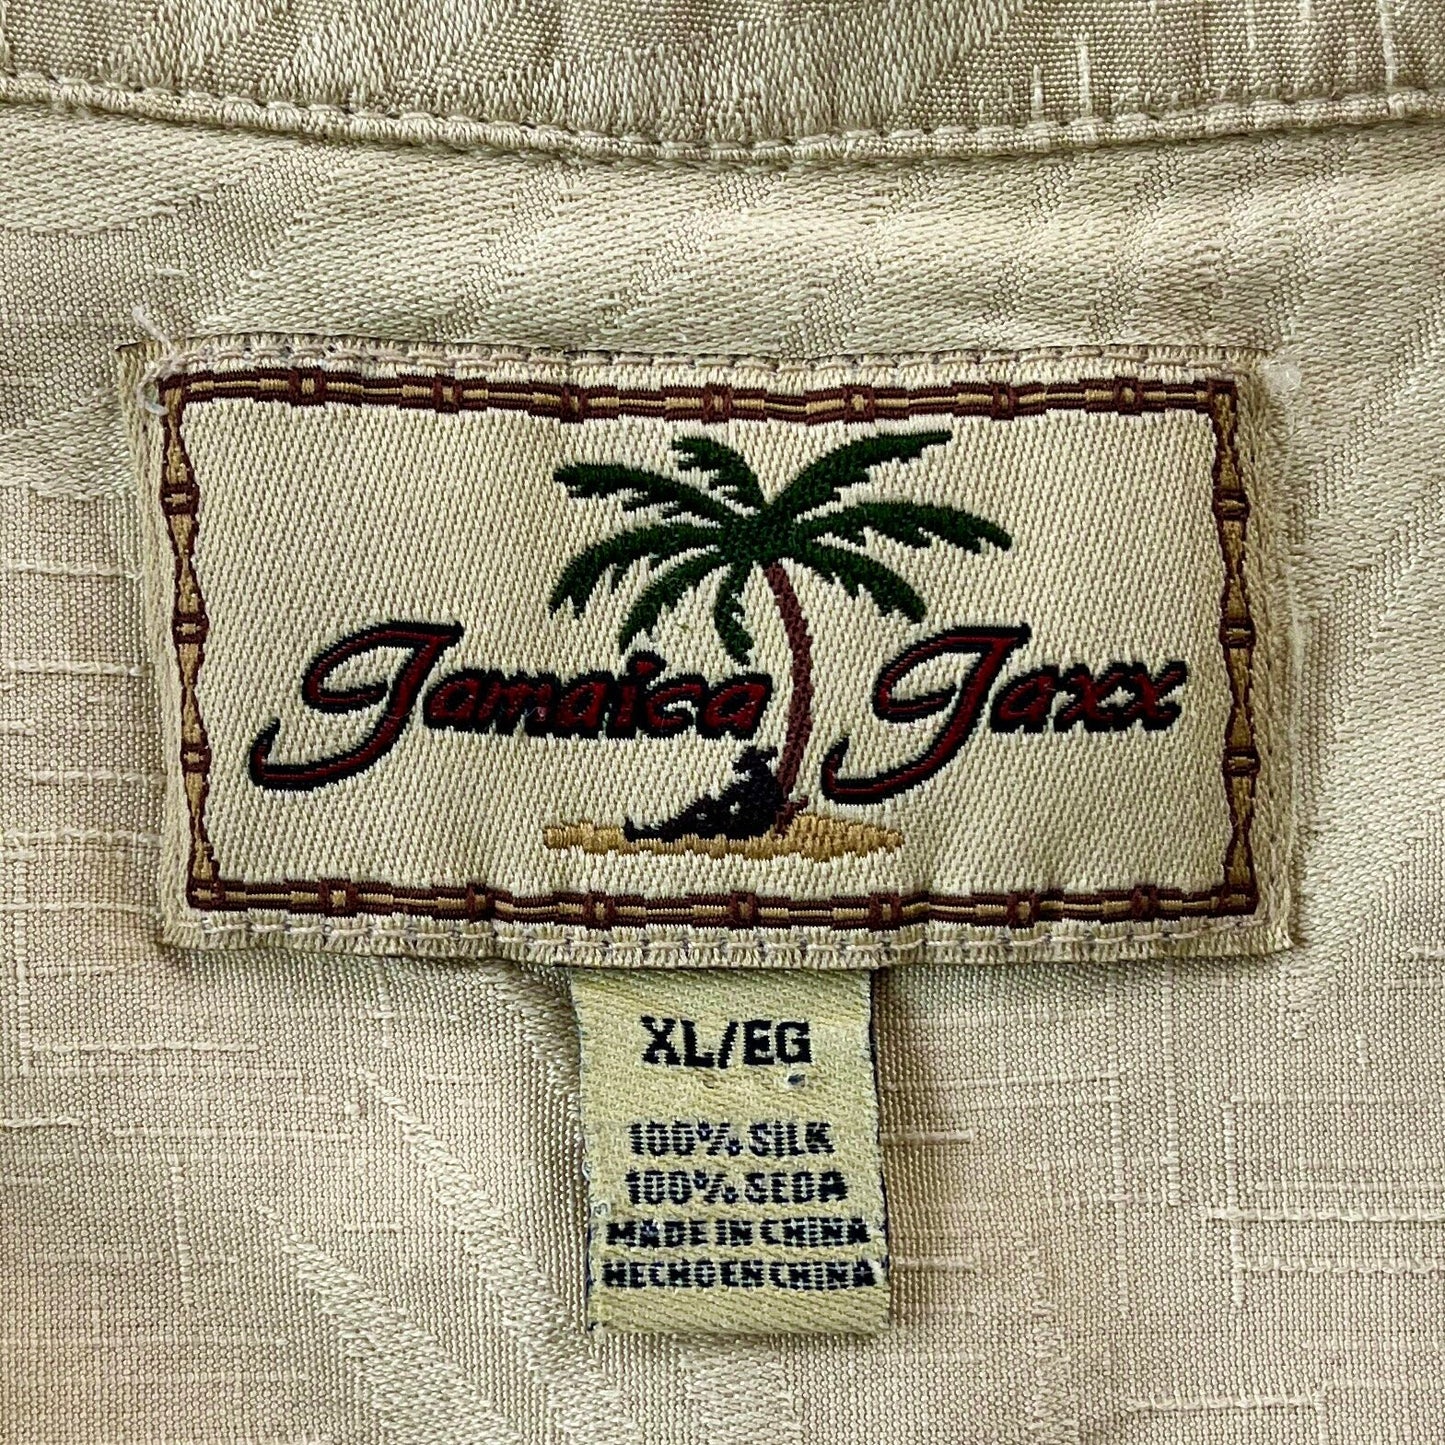 Jamaica Jaxx
XL/EG
100% SILK
100% SEDA
MADE IN CHINA
HECHO EN CHINA